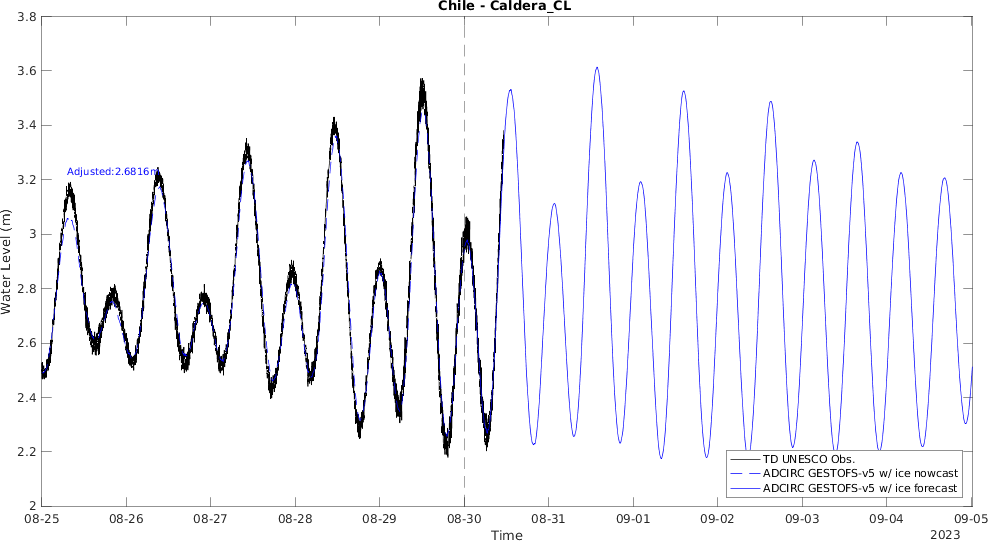 Chile - Caldera_CL
3.8
3.6
3.4
3.2
3
2.8
2.6
2.4
2.2
2
Water Level (m)
Adjusted:2.6816m
TD UNESCO Obs.
ADCIRC GESTOFS-v5 w/ ice nowcast
ADCIRC GESTOFS-v5 w/ ice forecast
08-25 08-26 08-27 08-28 08-29 08-30 08-31 09-01 09-02 09-03 09-04 09-05
Time
2023